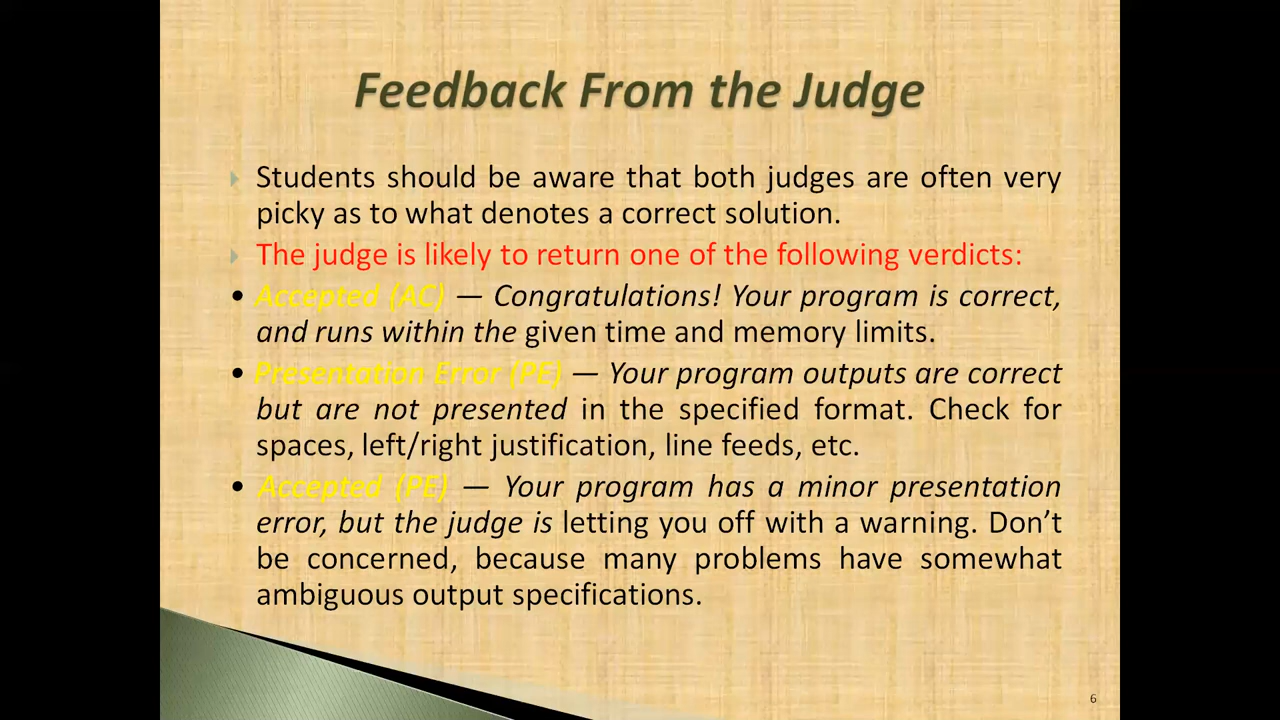 Feedback From the Judge
Students should be aware that both judges are often very
picky as to what denotes a correct solution.
The judge is likely to return one of the following verdicts:
• Accepted (AC) — Congratulations! Your program is correct,
and runs within the given time and memory limits.
• Presentation Error (PE) — Your program outputs are correct
but are not presented in the specified format. Check for
spaces, left/right justification, line feeds, etc.
• Accepted (PE) — Your program has a minor presentation
error, but the judge is letting you off with a warning. Don’t
be concerned, because many problems have somewhat
ambiguous output specifications.
6